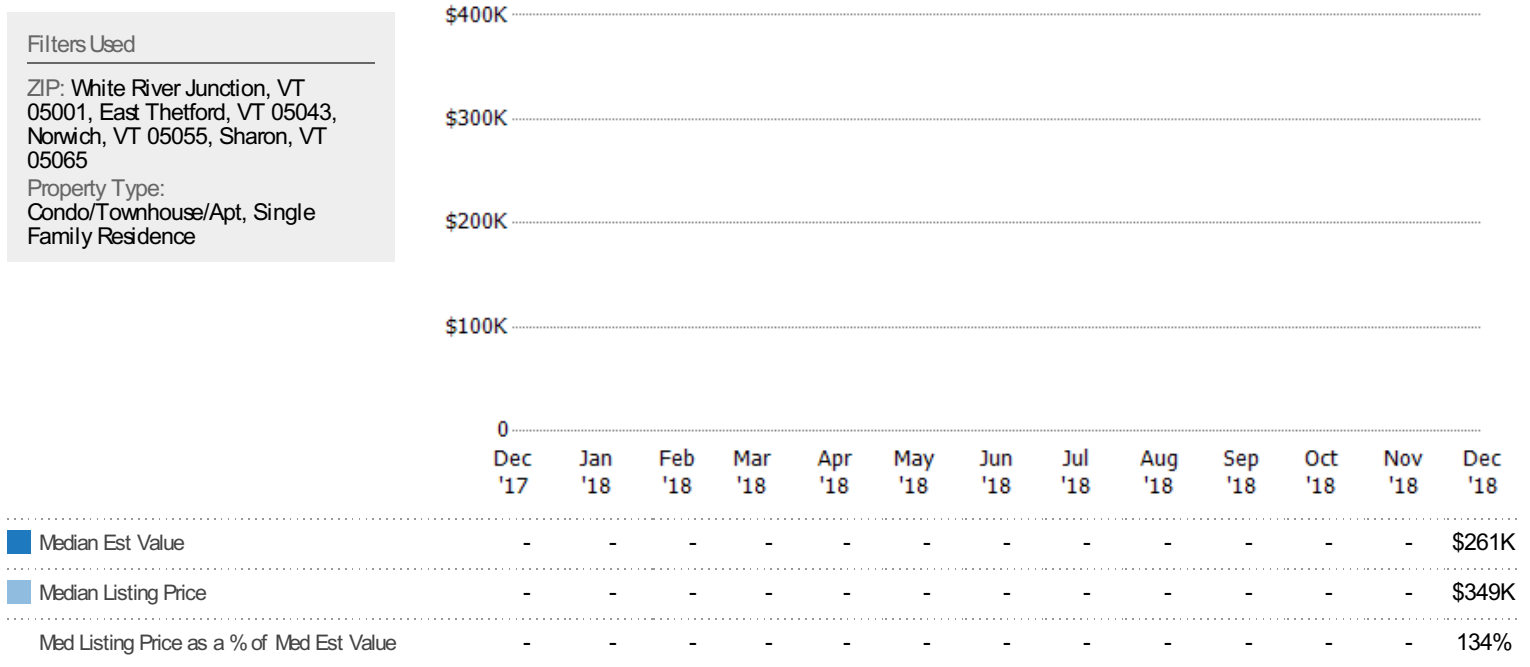 Filters Used
ZIP: White River Junction, VT
05001, East Thetford, VT 05043,
Norwich, VT 05055, Sharon, VT
05065
Property Type:
Condo/Townhouse/Apt, Single
Family Residence
$400K
$300K
$200K
$100K
0
Dec Jan Feb Mar Apr May Jun Jul Aug Sep Oct Nov Dec
'17 '18 '18 '18 '18 '18 '18 '18 '18 '18 '18 '18 '18
Median Est Value - - - - - - - - - - - - $261K
Median Listing Price - - - - - - - - - - - - $349K
Med Listing Price as a % of Med Est Value - - - - - - - - - - - - 134%